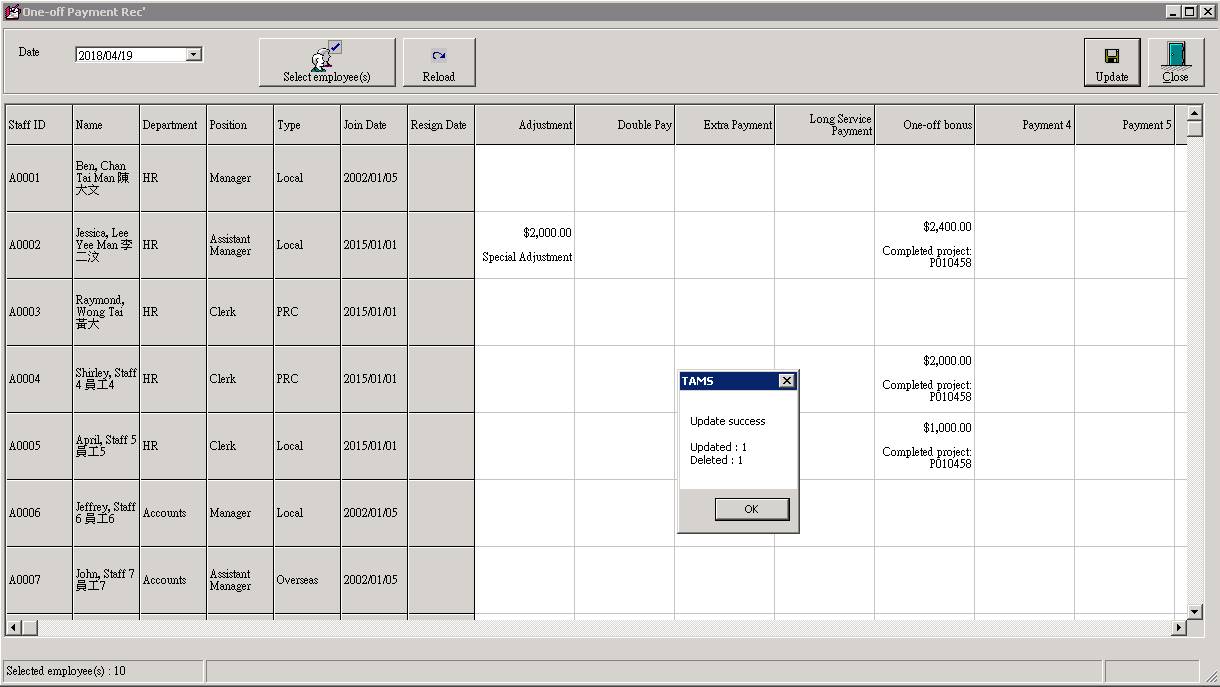 One-off Payment Rec'
Date
2018/04/19
Select employee(s)
Reload
Update
Close
Staff ID
Name
Department
Position
Type
Join Date
Resign Date
Adjustment
Double Pay
Extra Payment
Long Service
Payment
One-off bonus
Payment 4
Payment 5
A0001
Ben, Chan
Tai Man 陳
大文
HR
Manager
Local
2002/01/05
A0002
Jessica, Lee
Yee Man 李
二汶
HR
Assistant
Manager
Local
2015/01/01
$2,000.00
Special Adjustment
$2,400.00
Completed project:
P010458
A0003
Raymond,
Wong Tai
黃大
HR
Clerk
PRC
2015/01/01
A0004
Shirley, Staff
4 員工4
HR
Clerk
PRC
2015/01/01
$2,000.00
Completed project:
P010458
A0005
April, Staff 5
員工5
HR
Clerk
Local
2015/01/01
$1,000.00
Completed project:
P010458
A0006
Jeffrey, Staff
6 員工6
Accounts
Manager
Local
2002/01/05
A0007
John, Staff 7
員工7
Accounts
Assistant
Manager
Overseas
2002/01/05
TAMS
Update success
Updated : 1
Deleted : 1
OK
Selected employee(s) : 10